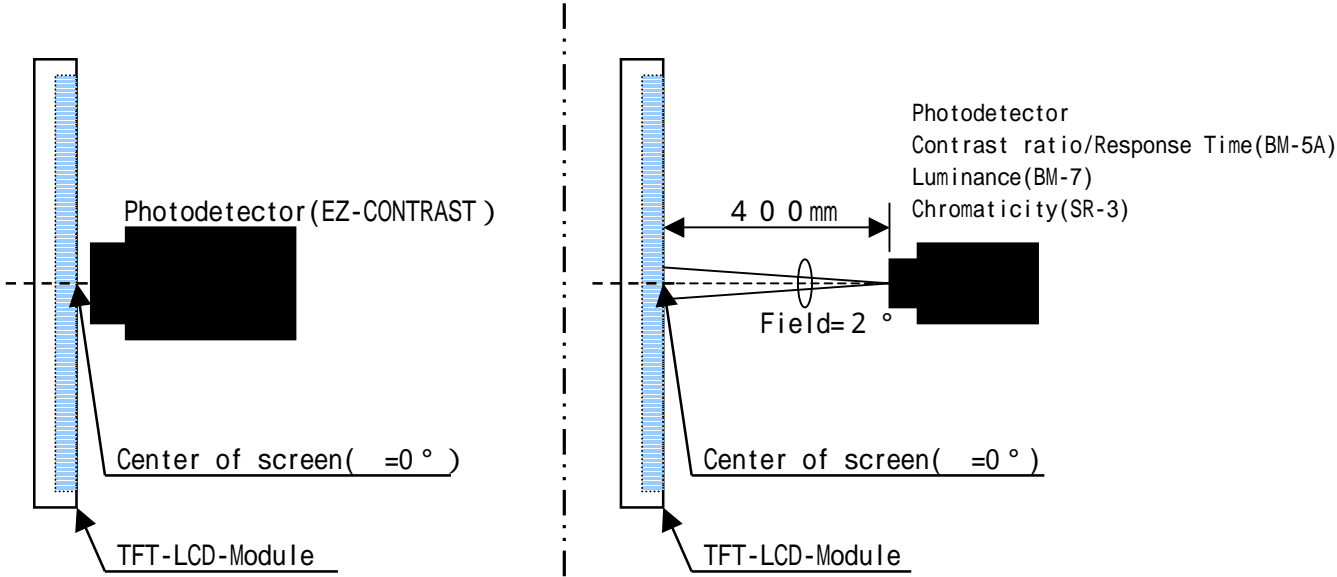 Photodetector(EZ-CONTRAST)
Center of screen( =0°)
TFT-LCD-Module
Photodetector
Contrast ratio/Response Time(BM-5A)
Luminance(BM-7)
Chromaticity(SR-3)
400mm
Field=2 °
Center of screen( =0°)
TFT-LCD-Module